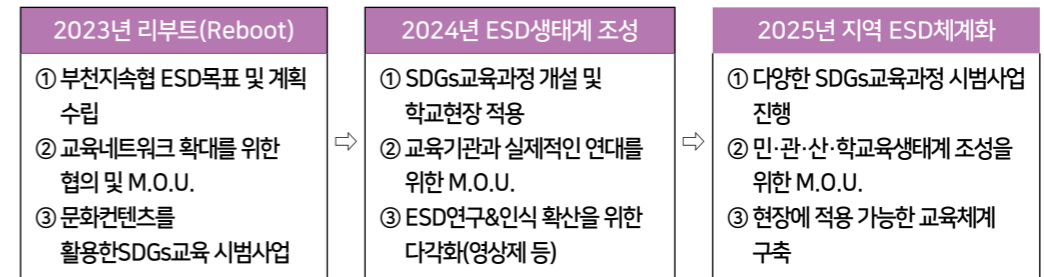 2023년 리부트(Reboot)
① 부천지속협 ESD목표 및 계획
수립
② 교육네트워크 확대를 위한
협의 및 M.O.U.
③ 문화컨텐츠를
활용한SDGs교육 시범사업
⇨
2024년 ESD생태계 조성
① SDGs교육과정 개설 및
학교현장 적용
② 교육기관과 실제적인 연대를
위한 M.O.U.
③ ESD연구&인식 확산을 위한
다각화(영상제 등)
⇨
2025년 지역 ESD체계화
① 다양한 SDGs교육과정 시범사업
진행
② 민·관·산·학교육생태계 조성을
위한 M.O.U.
③ 현장에 적용 가능한 교육체계
구축